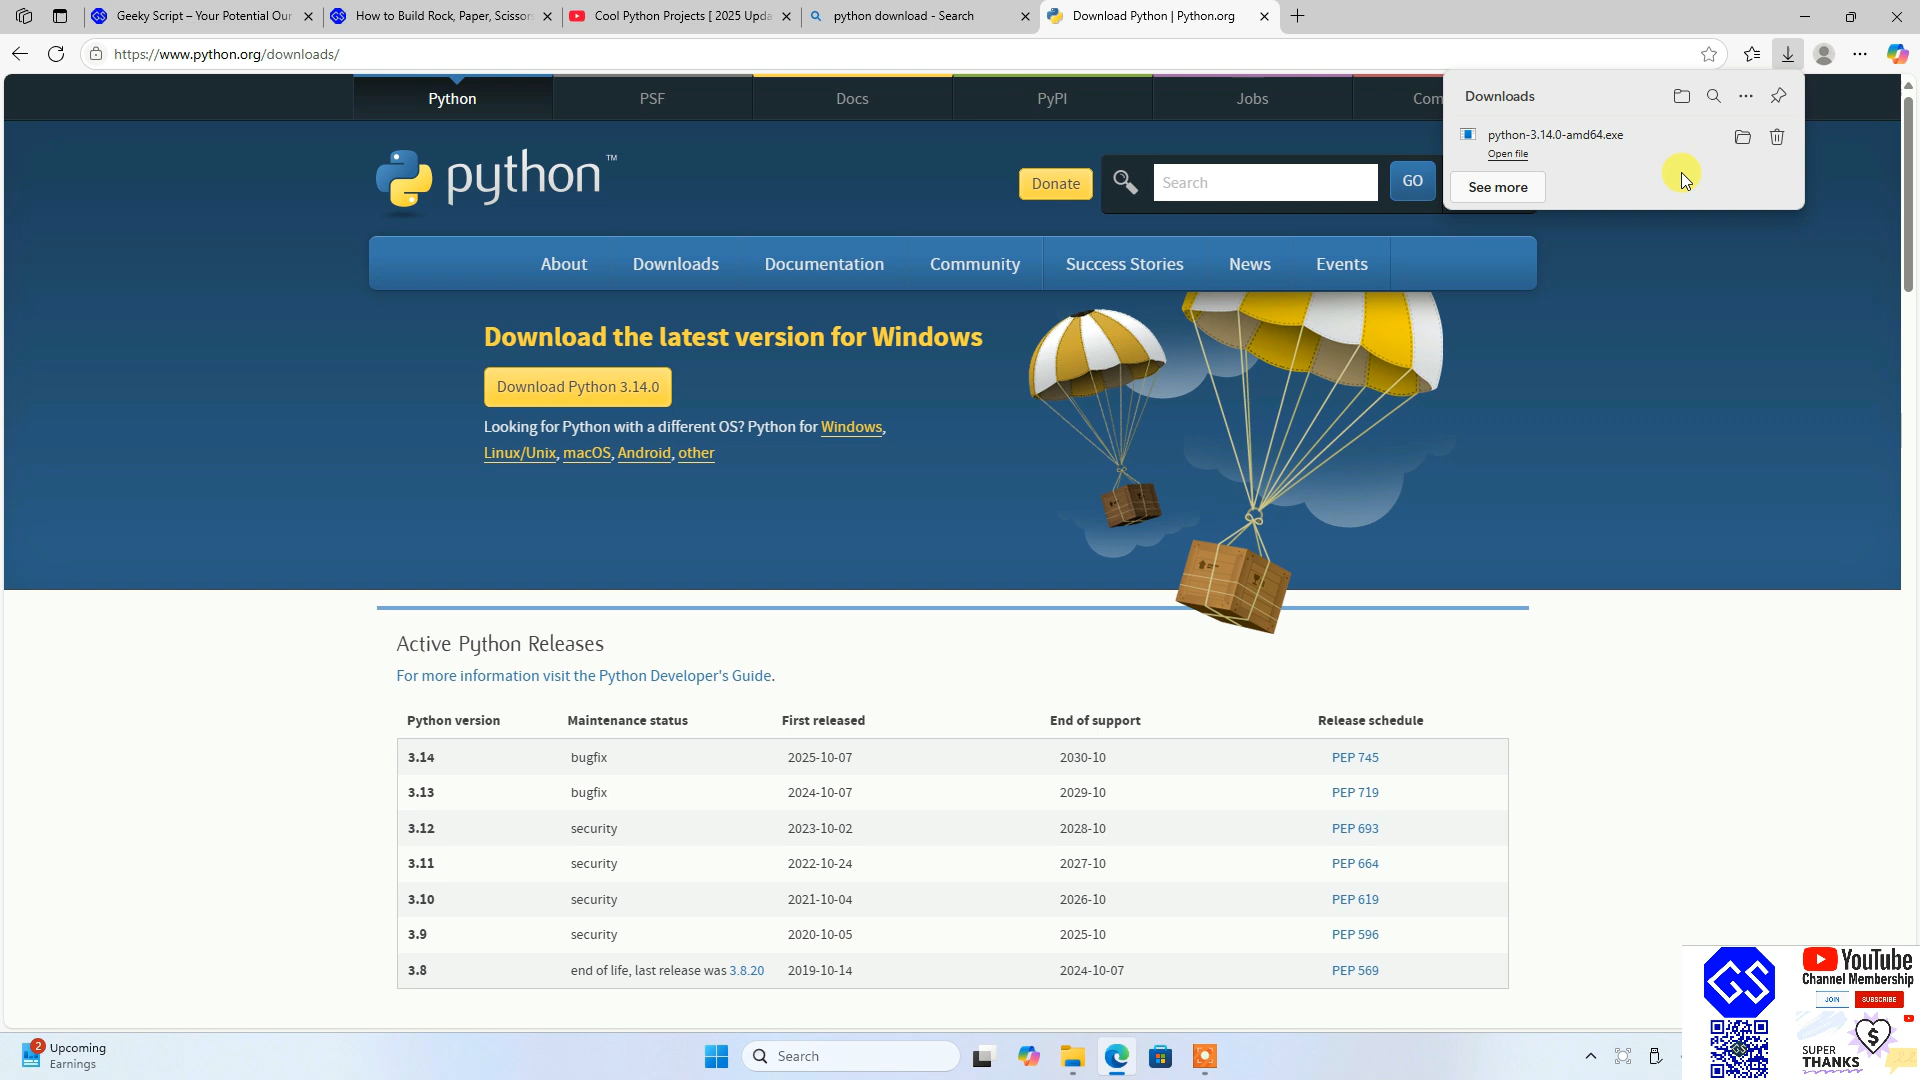 Geeky Script – Your Potential Our
How to Build Rock, Paper, Scissor
Cool Python Projects [ 2025 Upda
python download - Search
Download Python | Python.org
https://www.python.org/downloads/
Python
PSF
Docs
PyPI
Jobs
Com
Downloads
python-3.14.0-amd64.exe
Open file
See more
python™
Donate
Search
GO
About
Downloads
Documentation
Community
Success Stories
News
Events
Download the latest version for Windows
Download Python 3.14.0
Looking for Python with a different OS? Python for Windows,
Linux/Unix, macOS, Android, other
Active Python Releases
For more information visit the Python Developer's Guide.
Python version Maintenance status First released End of support Release schedule
3.14 bugfix 2025-10-07 2030-10 PEP 745
3.13 bugfix 2024-10-07 2029-10 PEP 719
3.12 security 2023-10-02 2028-10 PEP 693
3.11 security 2022-10-24 2027-10 PEP 664
3.10 security 2021-10-04 2026-10 PEP 619
3.9 security 2020-10-05 2025-10 PEP 596
3.8 end of life, last release was 3.8.20 2019-10-14 2024-10-07 PEP 569
GS
YouTube
Channel Membership
JOIN
SUBSCRIBE
SUPER
THANKS
2
Upcoming
Earnings
Search